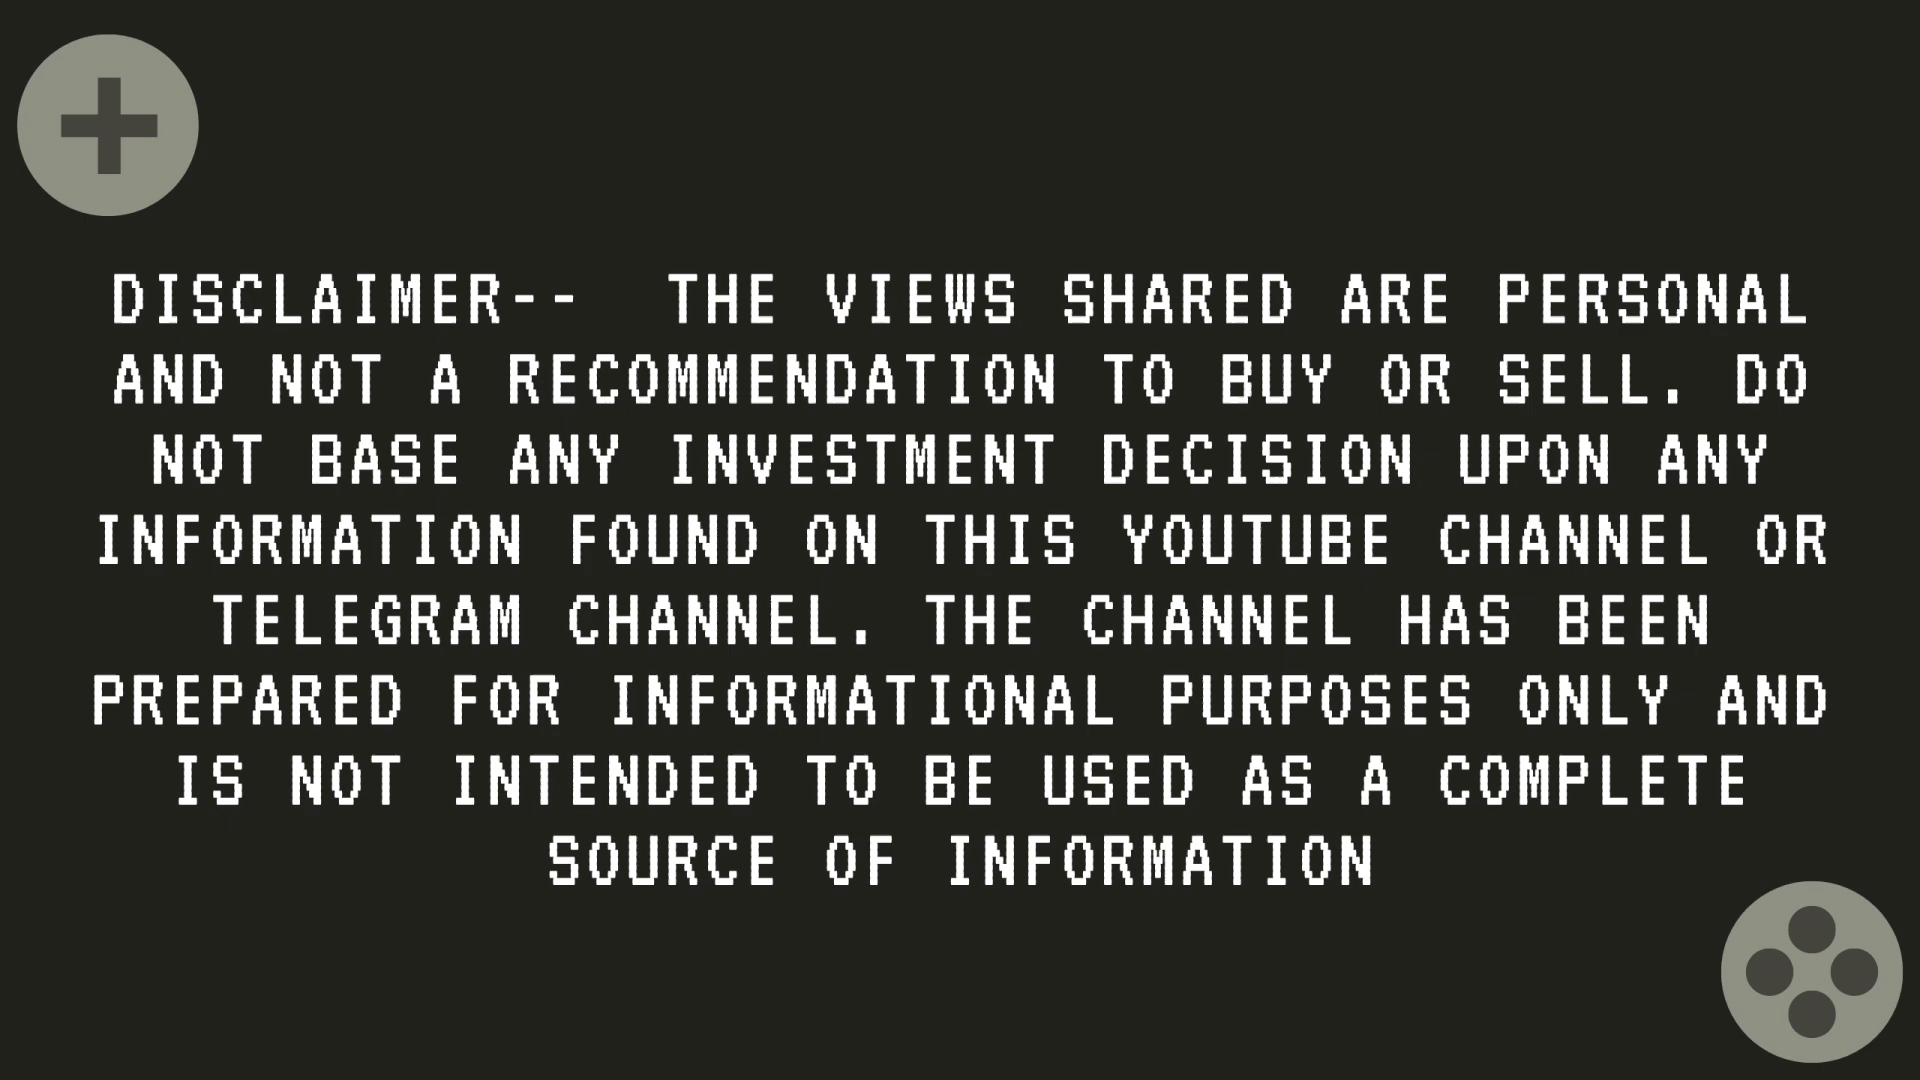 DISCLAIMER--  THE VIEWS SHARED ARE PERSONAL
AND NOT A RECOMMENDATION TO BUY OR SELL. DO
NOT BASE ANY INVESTMENT DECISION UPON ANY
INFORMATION FOUND ON THIS YOUTUBE CHANNEL OR
TELEGRAM CHANNEL. THE CHANNEL HAS BEEN
PREPARED FOR INFORMATIONAL PURPOSES ONLY AND
IS NOT INTENDED TO BE USED AS A COMPLETE
SOURCE OF INFORMATION